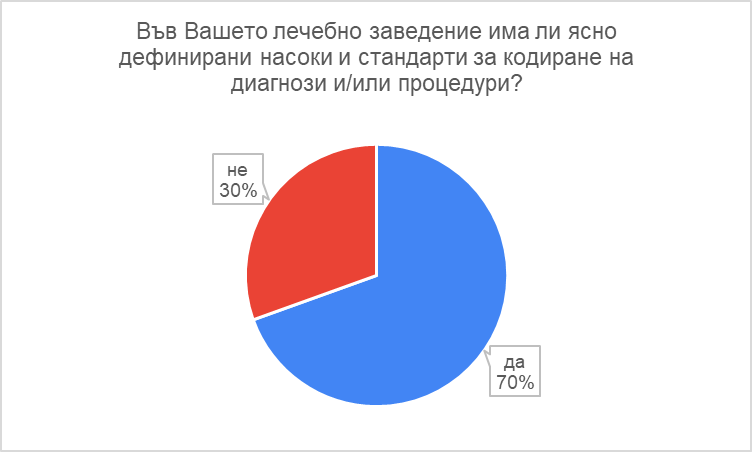 Във Вашето лечебно заведение има ли ясно
дефинирани насоки и стандарти за кодиране на
диагнози и/или процедури?
не
30%
да
70%